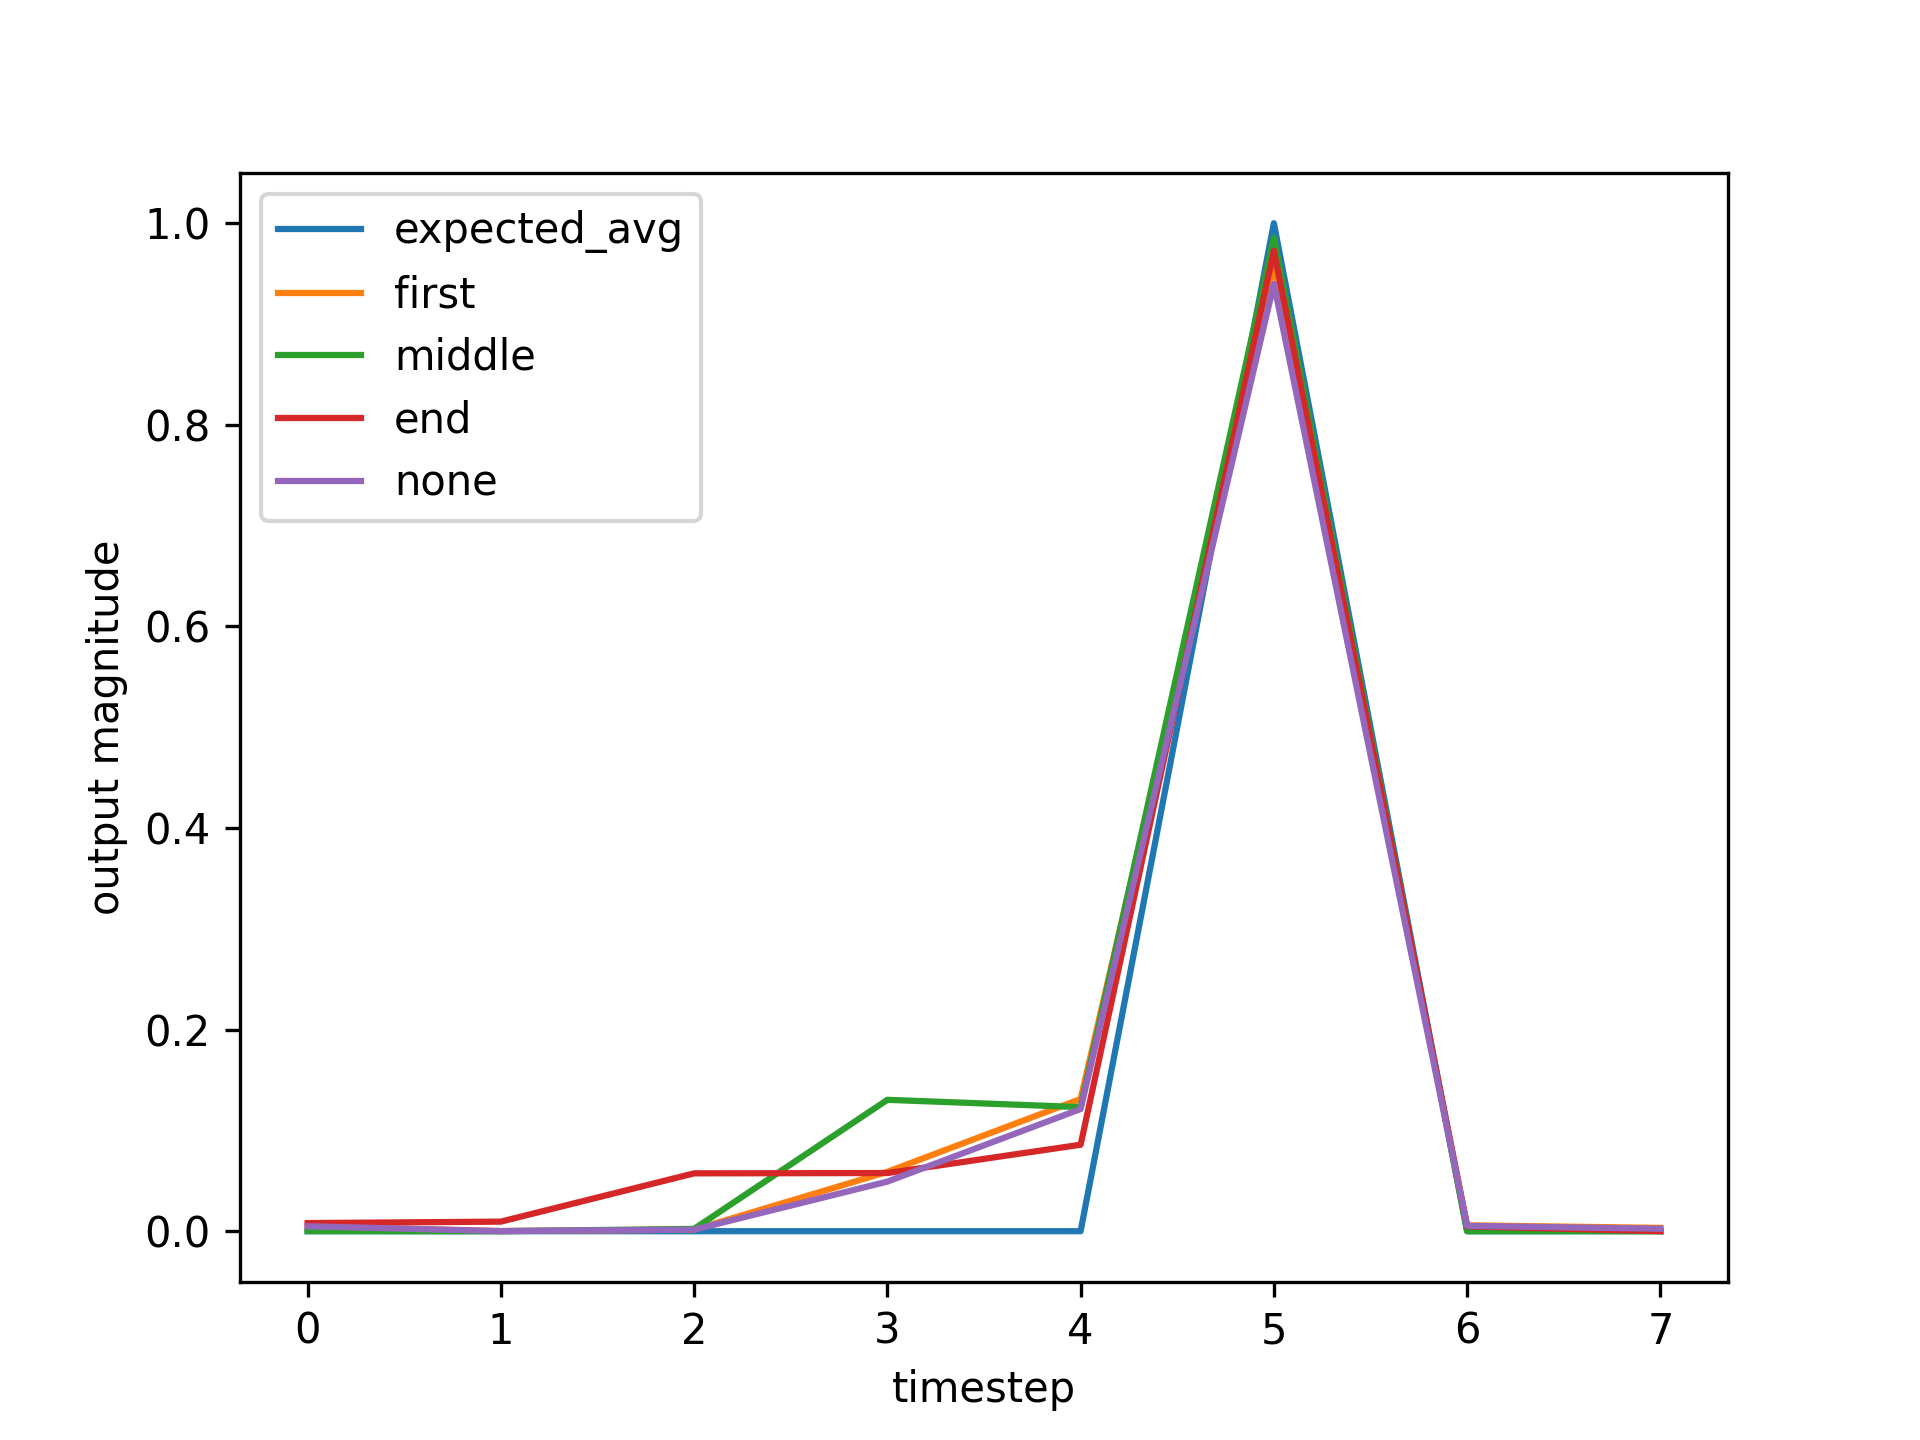 expected_avg
first
middle
end
none
1.0
0.8
0.6
0.4
0.2
0.0
output magnitude
0 1 2 3 4 5 6 7
timestep